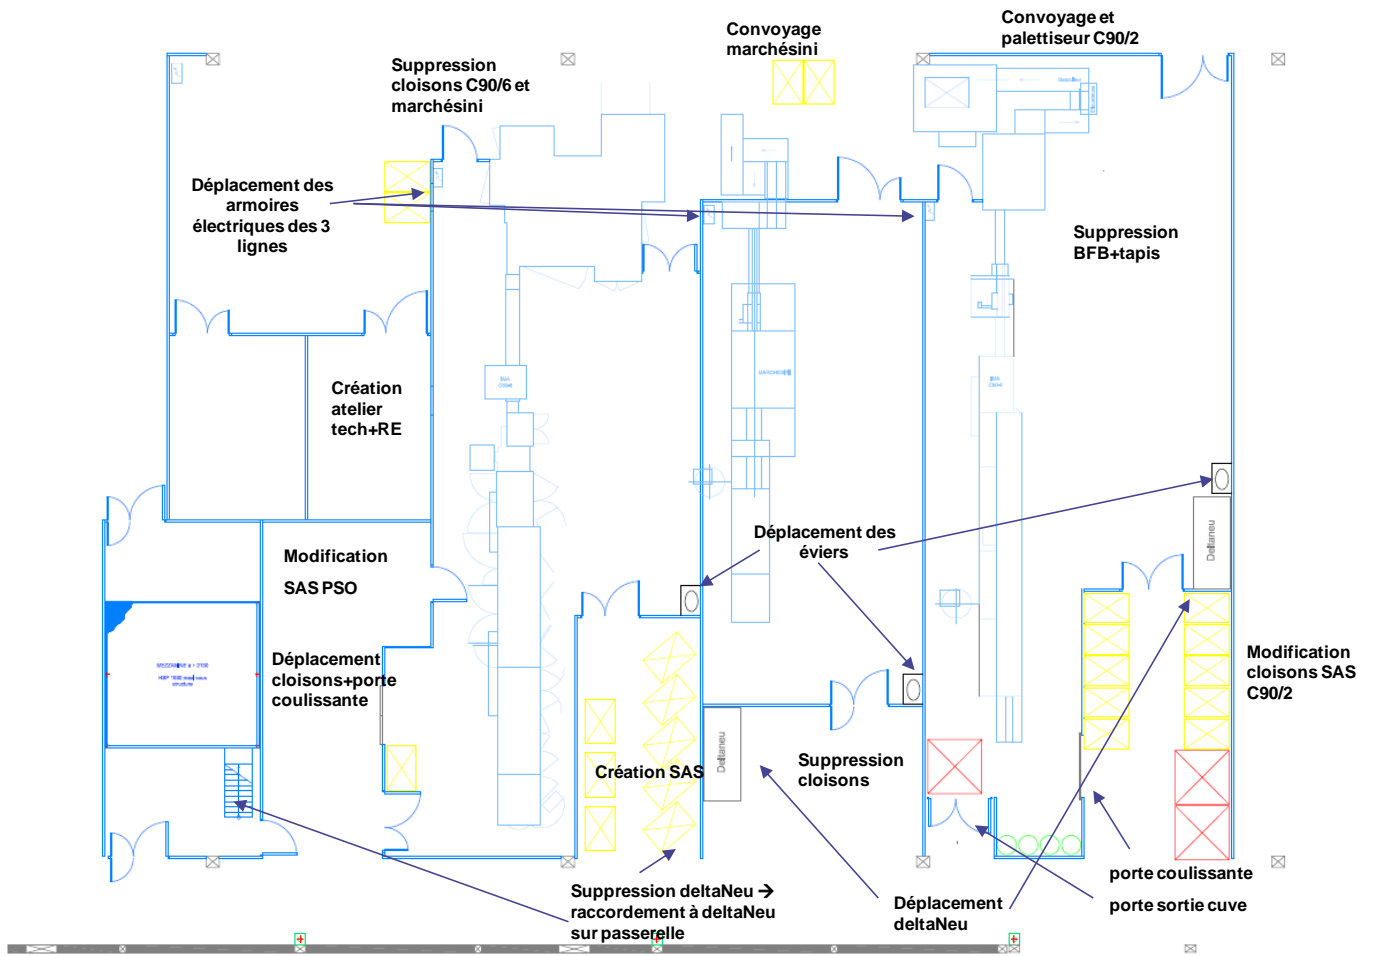 Convoyage et
palettiseur C90/2
Convoyage
marchésini
Suppression
cloisons C90/6 et
marchésini
Déplacement des
armoires
électriques des 3
lignes
Suppression
BFB+tapis
Création
atelier
tech+RE
Déplacement des
éviers
Deltaneu
Modification
SAS PSO
Déplacement
cloisons+porte
coulissante
Modification
cloisons SAS
C90/2
Création SAS
Deltaneu
Suppression
cloisons
Suppression deltaNeu →
raccordement à deltaNeu
sur passerelle
Déplacement
deltaNeu
porte coulissante
porte sortie cuve